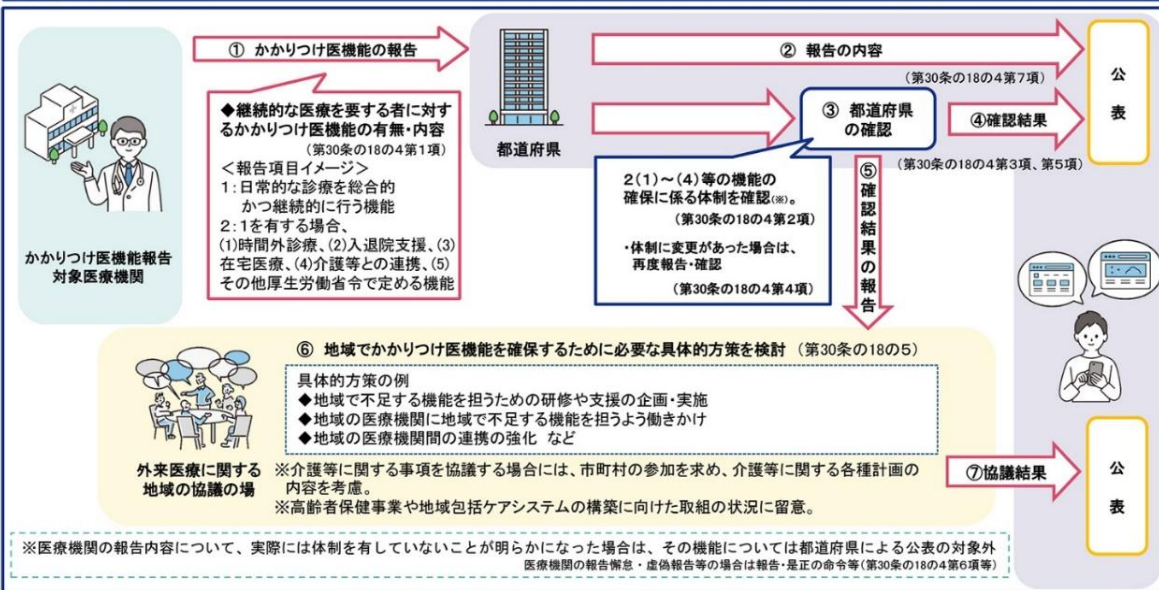 ① かかりつけ医機能の報告
◆継続的な医療を要する者に対す
るかかりつけ医機能の有無・内容
(第30条の18の4第1項)
＜報告項目イメージ＞
1：日常的な診療を総合的
かつ継続的に行う機能
2：1を有する場合、
(1)時間外診療、(2)入退院支援、(3)
在宅医療、(4)介護等との連携、(5)
その他厚生労働省令で定める機能
かかりつけ医機能報告
対象医療機関
都道府県
② 報告の内容
(第30条の18の4第7項)
③ 都道府県
の確認
④確認結果
(第30条の18の4第3項、第5項)
公
表
2(1)～(4)等の機能の
確保に係る体制を確認(※)。
(第30条の18の4第2項)
・体制に変更があった場合は、
再度報告・確認
(第30条の18の4第4項)
⑤確認結果の報告
⑥ 地域でかかりつけ医機能を確保するために必要な具体的方策を検討 (第30条の18の5)
具体的方策の例
◆地域で不足する機能を担うための研修や支援の企画・実施
◆地域の医療機関に地域で不足する機能を担うよう働きかけ
◆地域の医療機関間の連携の強化 など
外来医療に関する
地域の協議の場
※介護等に関する事項を協議する場合には、市町村の参加を求め、介護等に関する各種計画の
内容を考慮。
※高齢者保健事業や地域包括ケアシステムの構築に向けた取組の状況に留意。
⑦協議結果
公
表
※医療機関の報告内容について、実際には体制を有していないことが明らかになった場合は、その機能については都道府県による公表の対象外
医療機関の報告懈怠・虚偽報告等の場合は報告・是正の命令等(第30条の18の4第6項等)